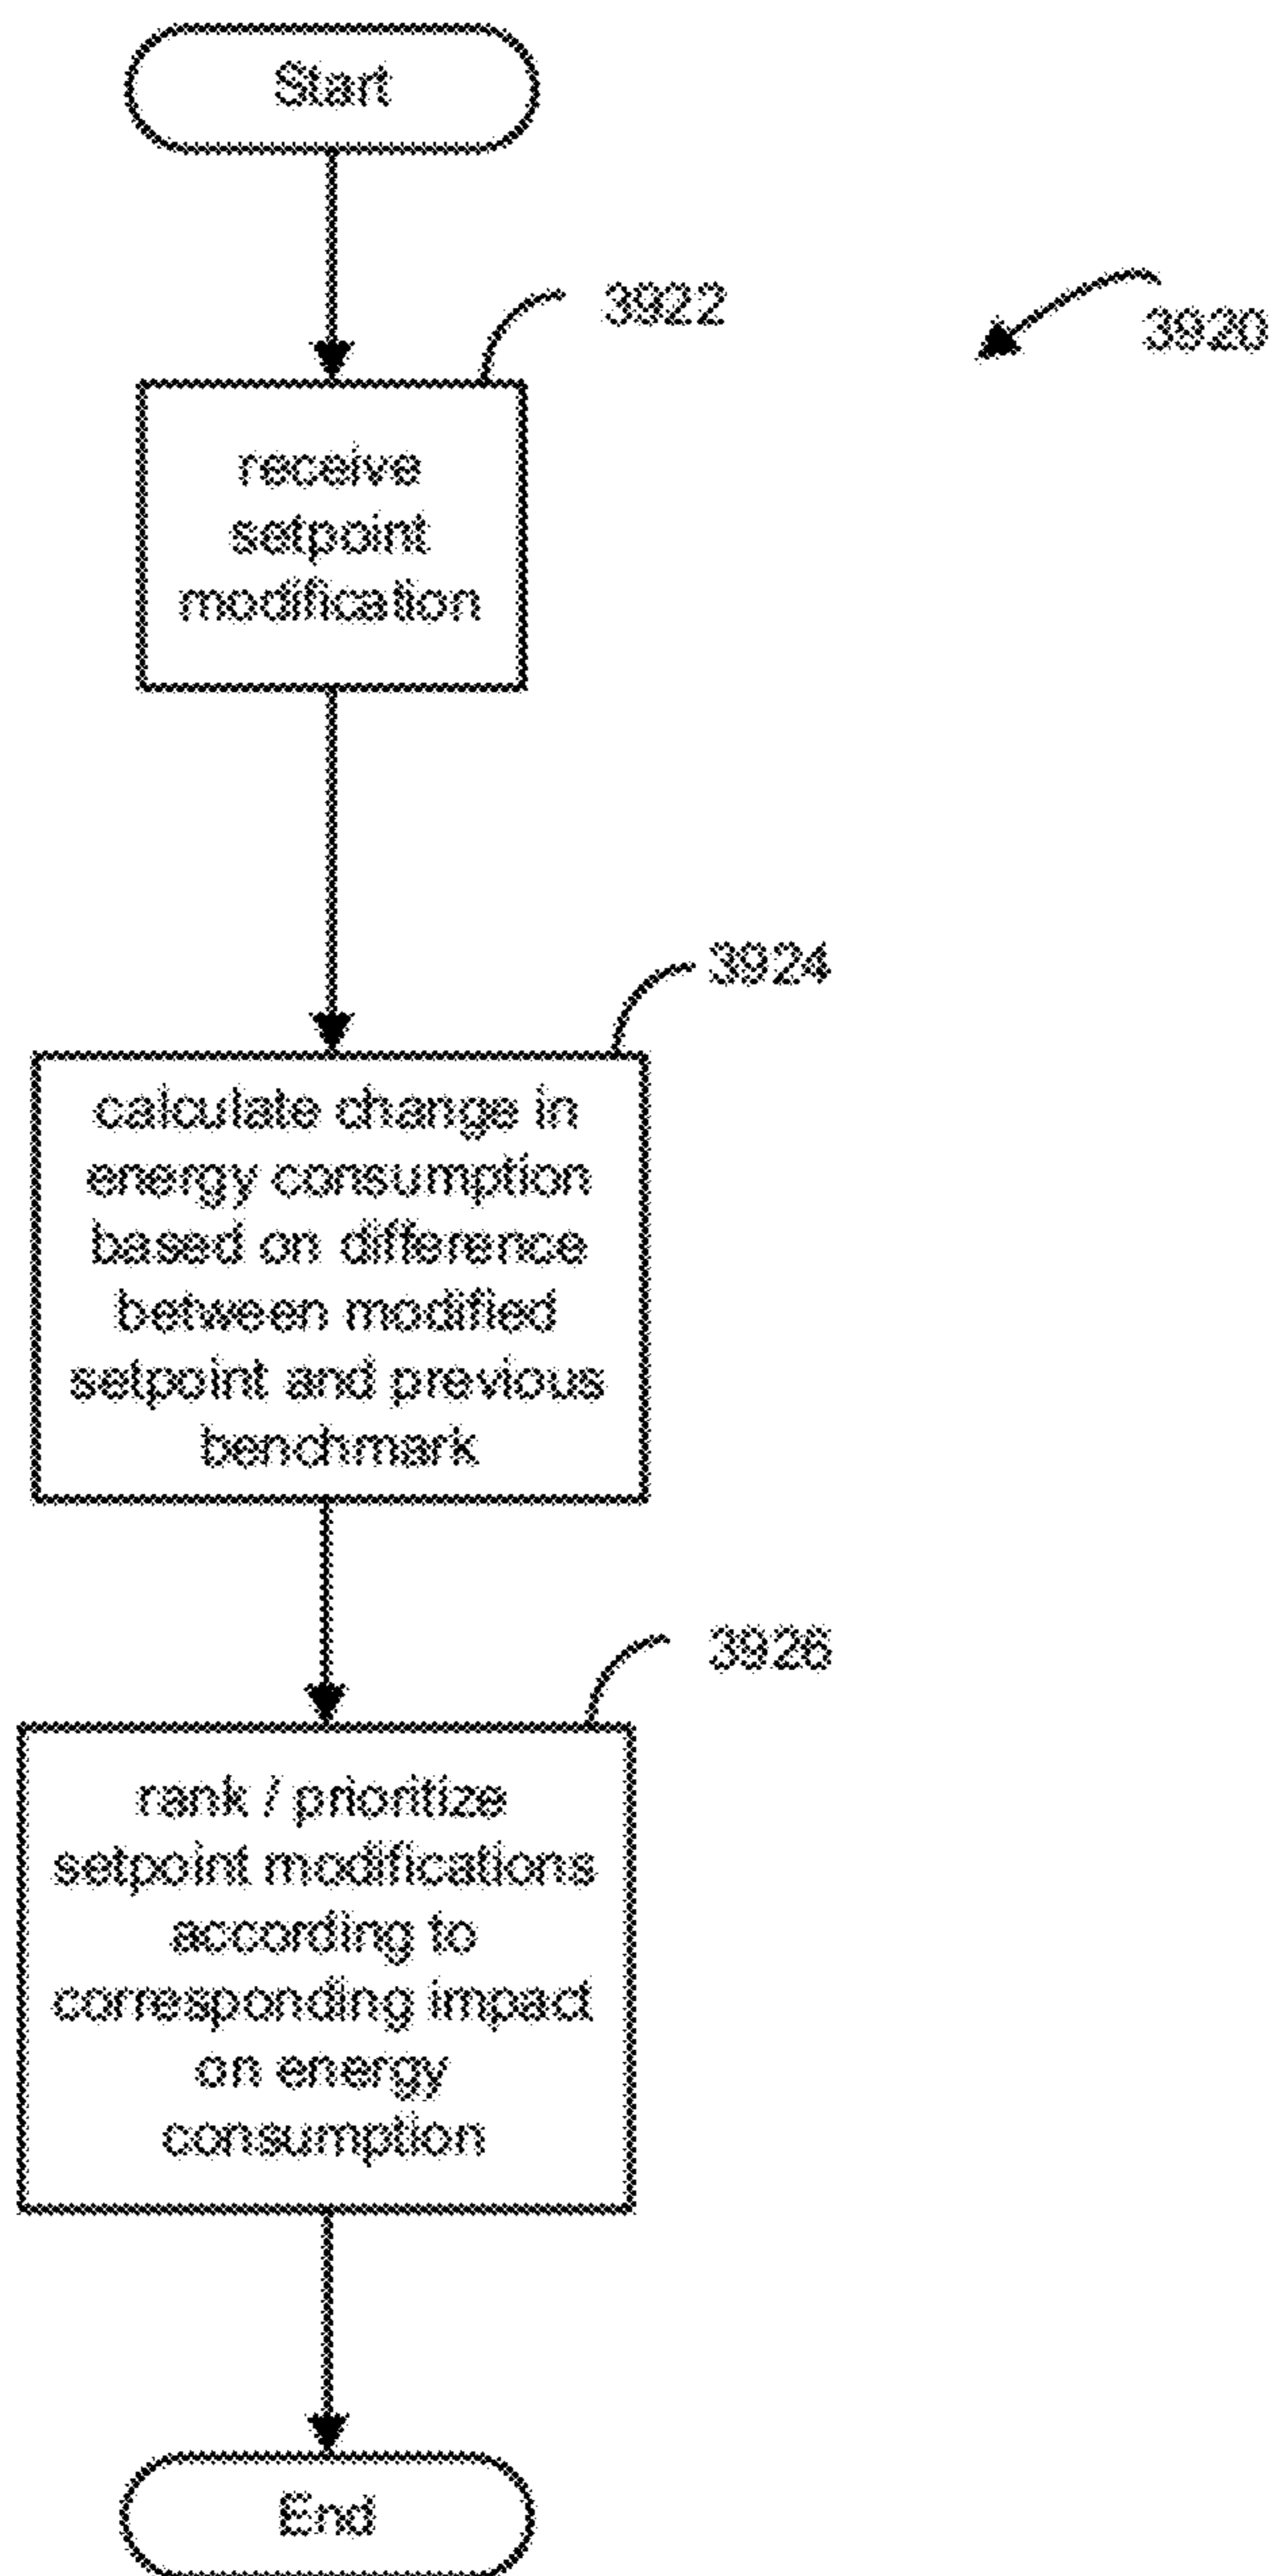 Start
3922
3920
receive
setpoint
modification
3924
calculate change in
energy consumption
based on difference
between modified
setpoint and previous
benchmark
3926
rank / prioritize
setpoint modifications
according to
corresponding impact
on energy
consumption
End